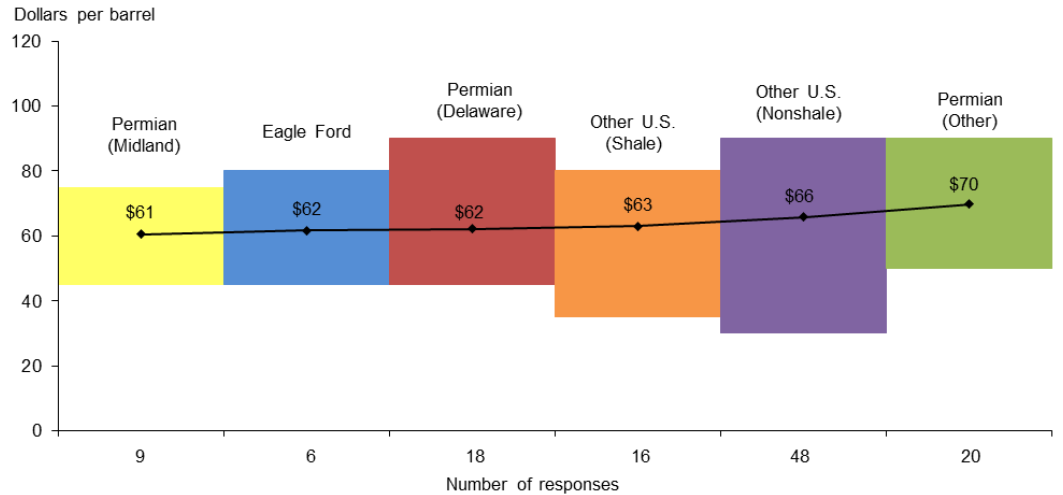 Dollars per barrel
120
100
80
60
40
20
0
Permian
(Midland)
Eagle Ford
Permian
(Delaware)
Other U.S.
(Shale)
Other U.S.
(Nonshale)
Permian
(Other)
$61
$62
$62
$63
$66
$70
9
6
18
16
48
20
Number of responses